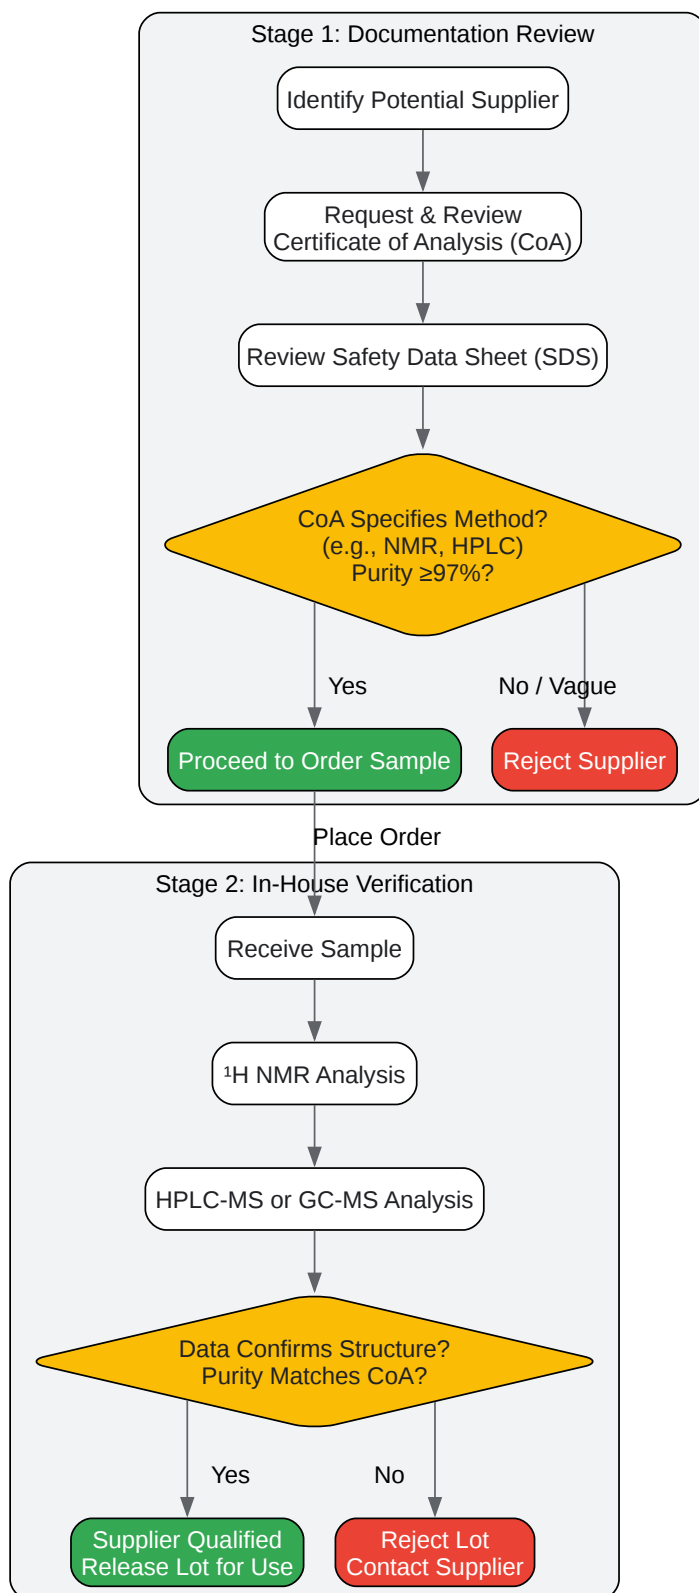 Stage 1: Documentation Review
Identify Potential Supplier
Request & Review
Certificate of Analysis (CoA)
Review Safety Data Sheet (SDS)
CoA Specifies Method?
(e.g., NMR, HPLC)
Purity ≥97%?
Yes
No / Vague
Proceed to Order Sample
Reject Supplier
Place Order
Stage 2: In-House Verification
Receive Sample
¹H NMR Analysis
HPLC-MS or GC-MS Analysis
Data Confirms Structure?
Purity Matches CoA?
Yes
No
Supplier Qualified
Release Lot for Use
Reject Lot
Contact Supplier